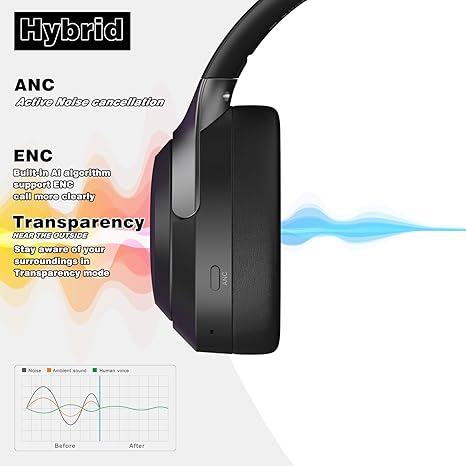 Hybrid
ANC
Active Noise cancellation
ENC
Built-in AI algorithm
support ENC
call more clearly
Transparency
HEAR THE OUTSIDE
Stay aware of your
surroundings in
Transparency mode
ANC
Noise Ambient sound Human voice
Before After